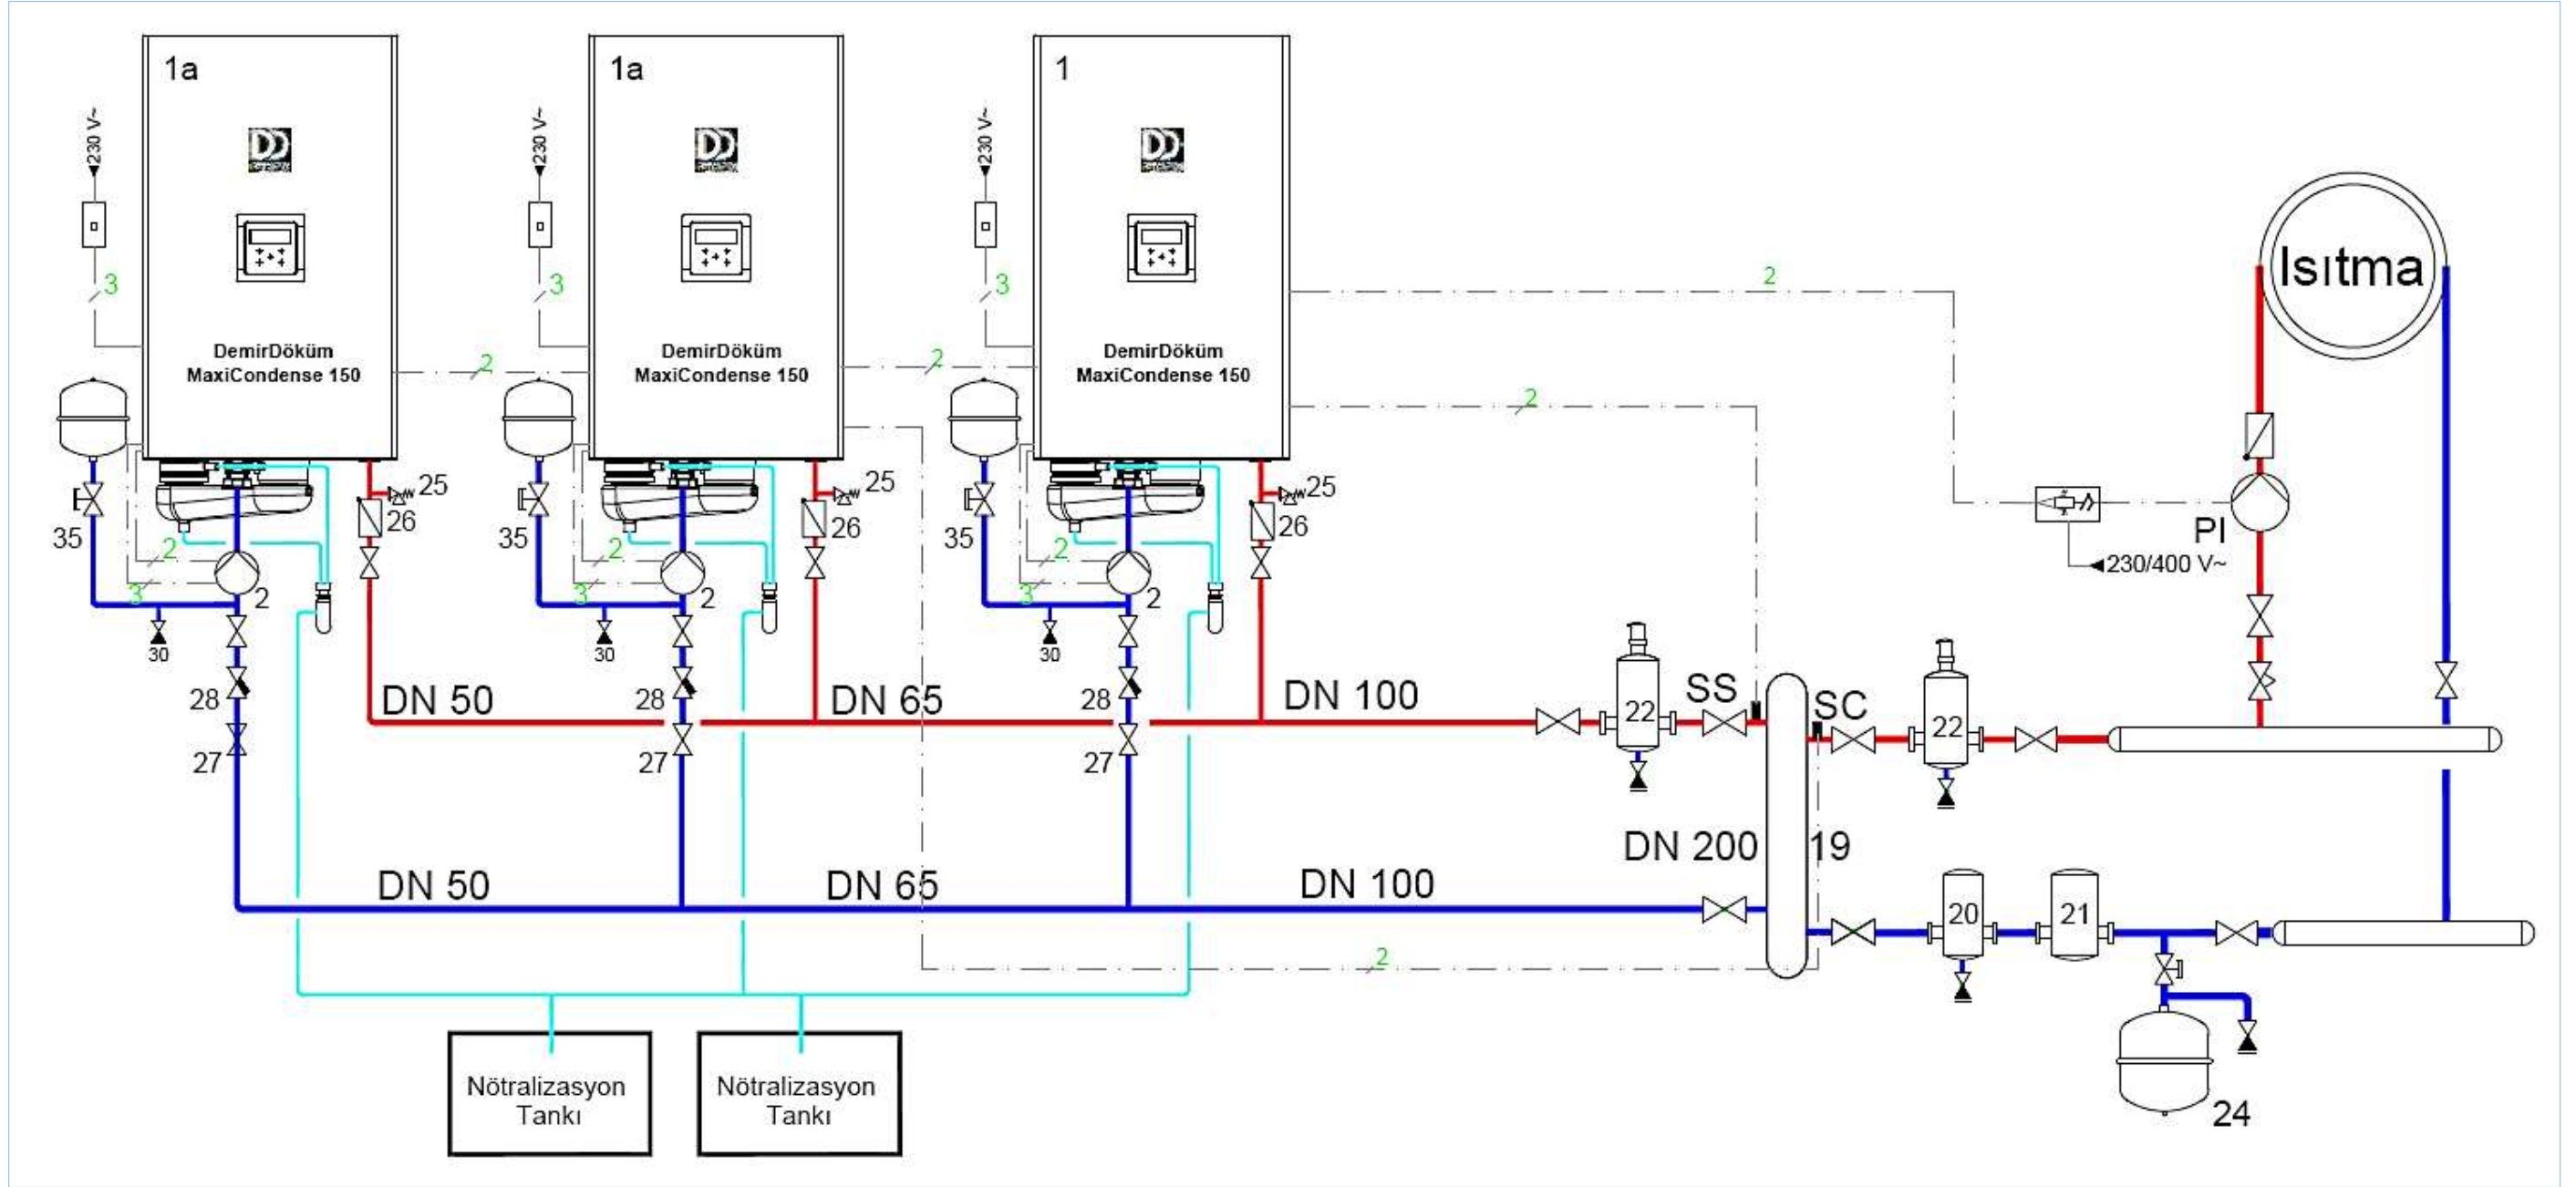 1a
1a
1
230 V~
230 V~
230 V~
3
3
3
2
2
2
2
Isıtma
DemirDöküm
MaxiCondense 150
DemirDöküm
MaxiCondense 150
DemirDöküm
MaxiCondense 150
25
26
35
2
3
2
30
25
26
35
2
3
2
30
25
26
35
2
3
2
30
PI
230/400 V~
28
27
28
27
28
27
DN 50
DN 65
DN 100
22
SS
SC
22
DN 200
19
DN 50
DN 65
DN 100
20
21
2
24
Nötralizasyon
Tankı
Nötralizasyon
Tankı